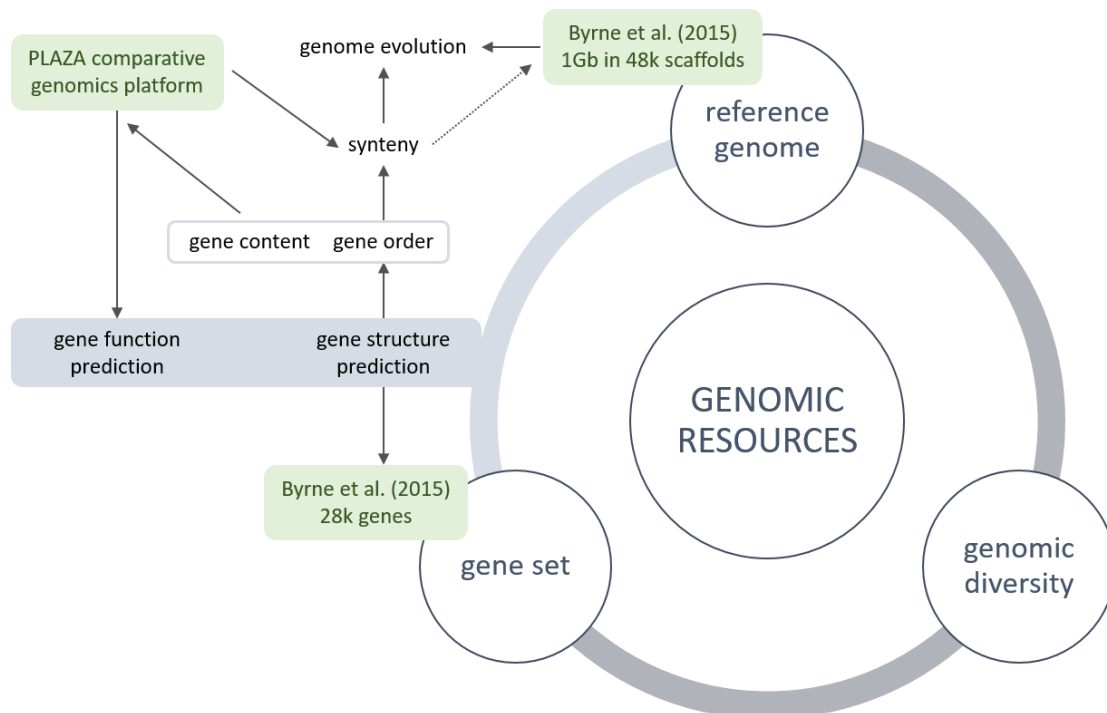 PLAZA comparative
genomics platform
genome evolution
Byrne et al. (2015)
1Gb in 48k scaffolds
reference
genome
synteny
gene content
gene order
gene function
prediction
gene structure
prediction
GENOMIC
RESOURCES
Byrne et al. (2015)
28k genes
gene set
genomic
diversity